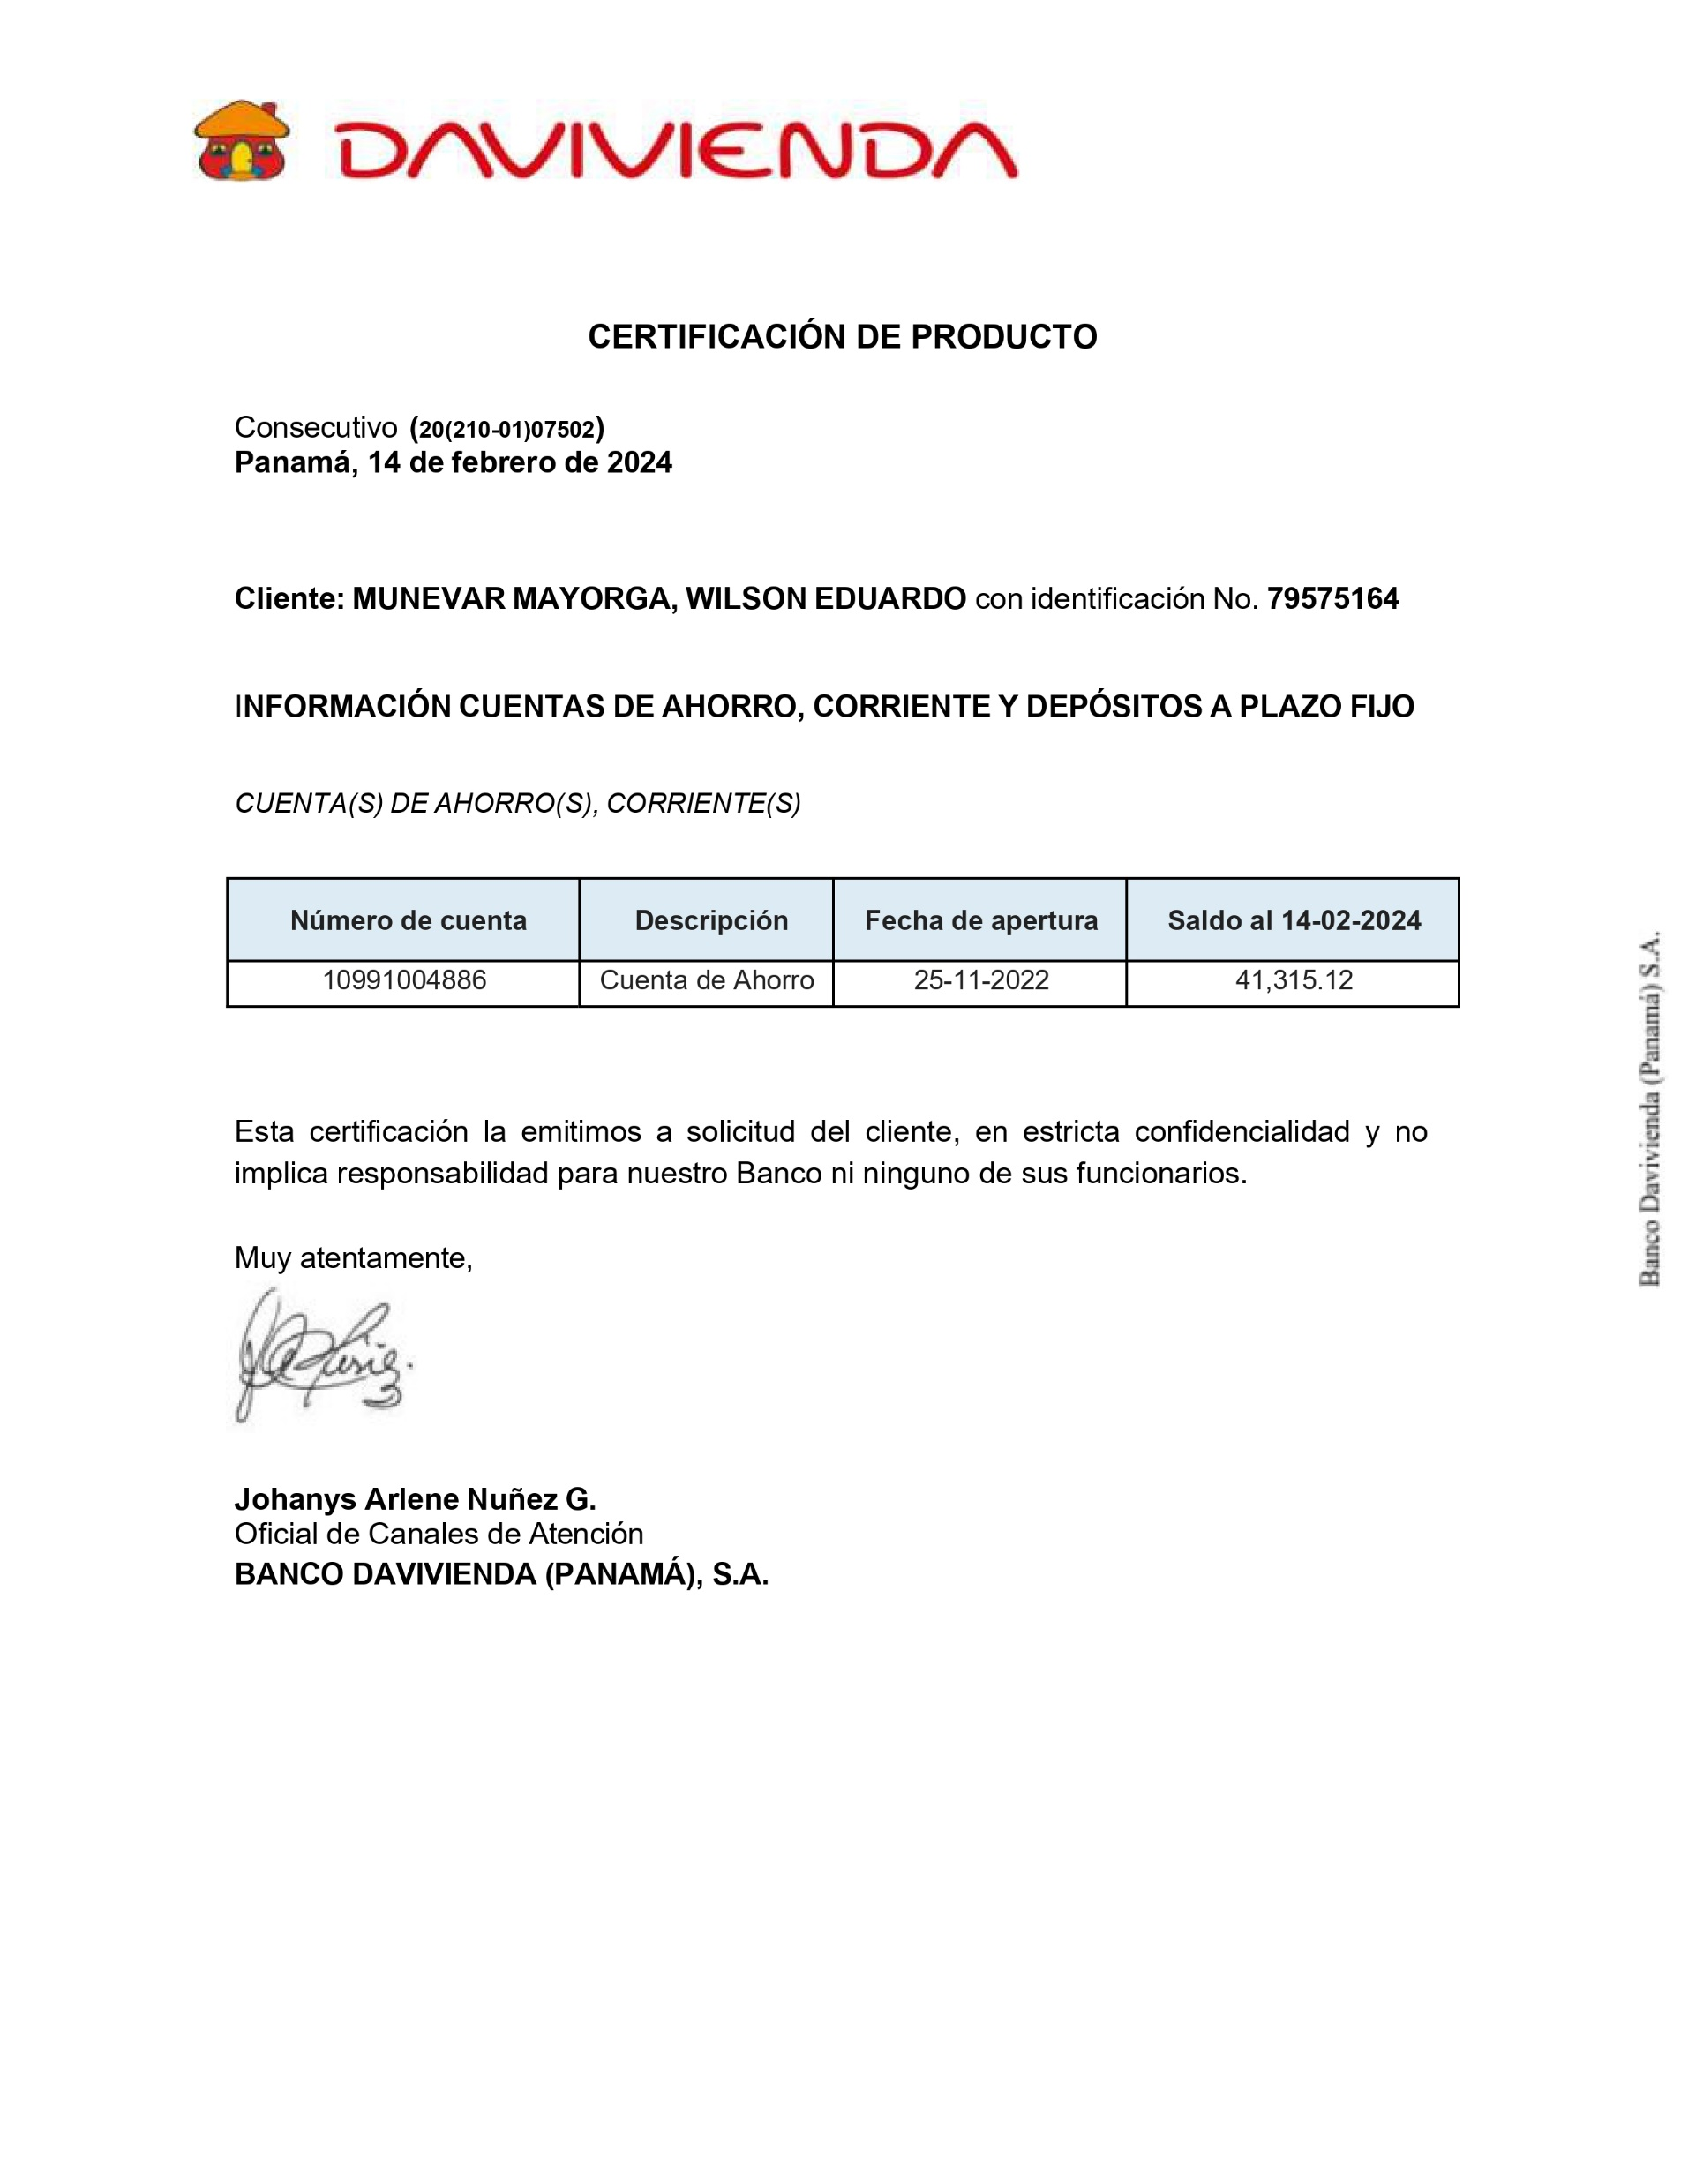 DAVIVIENDA
CERTIFICACIÓN DE PRODUCTO
Consecutivo (20(210-01)07502)
Panamá, 14 de febrero de 2024
Cliente: MUNEVAR MAYORGA, WILSON EDUARDO con identificación No. 79575164
INFORMACIÓN CUENTAS DE AHORRO, CORRIENTE Y DEPÓSITOS A PLAZO FIJO
CUENTA(S) DE AHORRO(S), CORRIENTE(S)
Número de cuenta Descripción Fecha de apertura Saldo al 14-02-2024
10991004886 Cuenta de Ahorro 25-11-2022 41,315.12
Esta certificación la emitimos a solicitud del cliente, en estricta confidencialidad y no
implica responsabilidad para nuestro Banco ni ninguno de sus funcionarios.
Muy atentamente,
Johanys Arlene Nuñez G.
Oficial de Canales de Atención
BANCO DAVIVIENDA (PANAMÁ), S.A.
Banco Davivienda (Panamá) S.A.